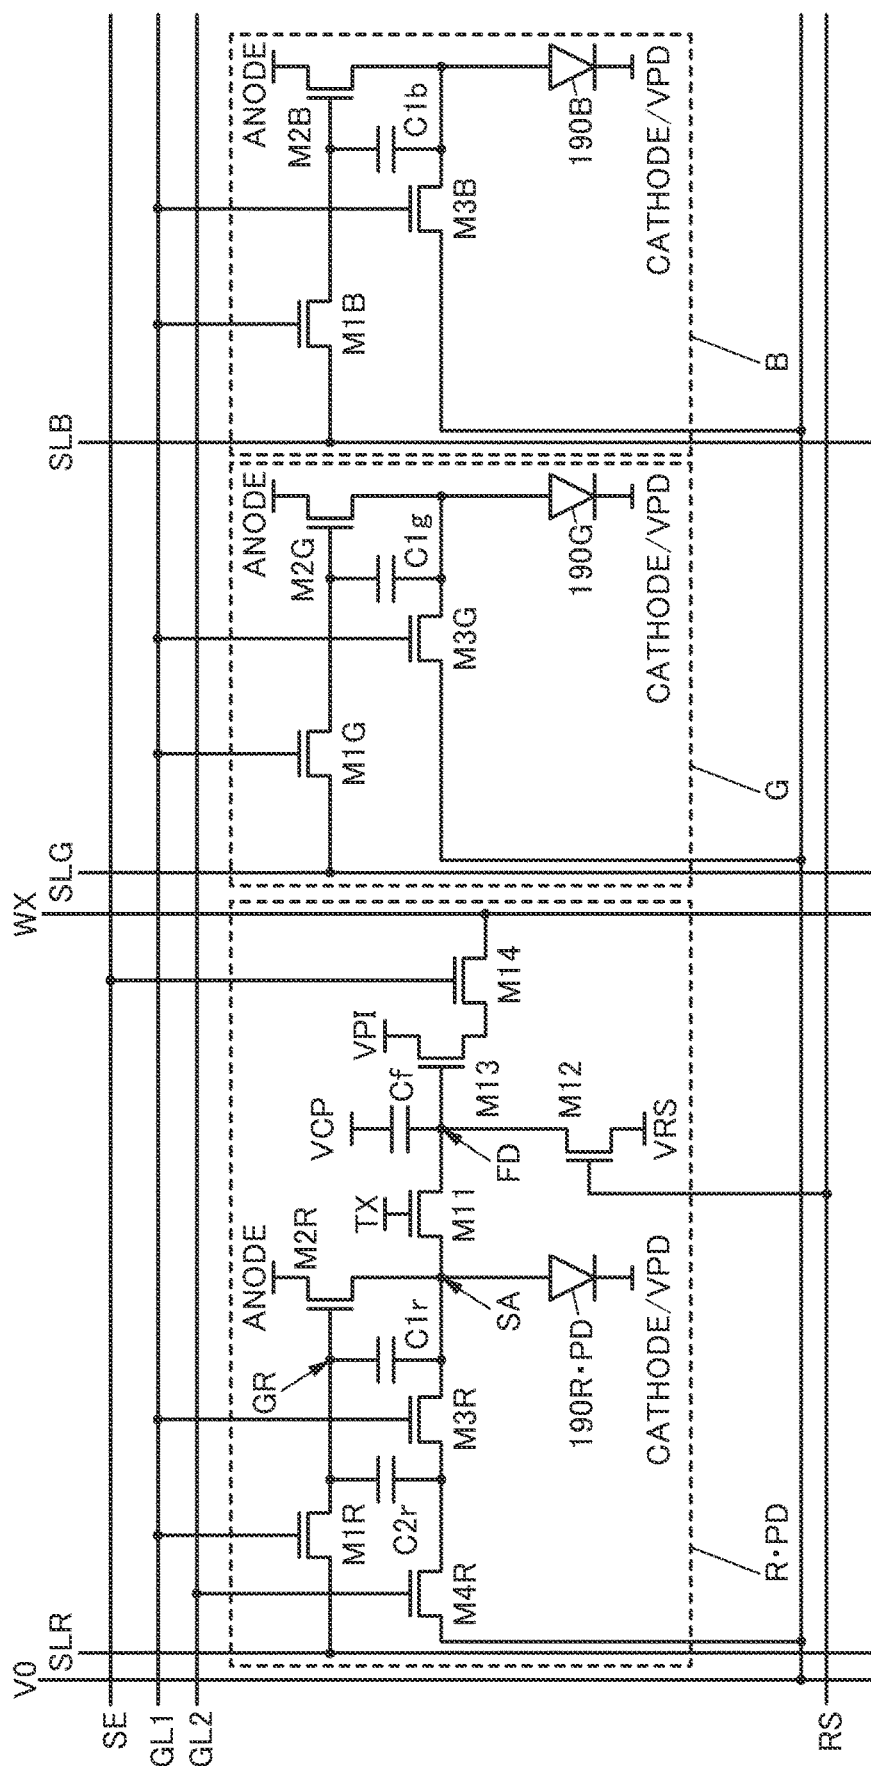 V0
SLR
WX
SLG
SLB
SE
GL1
GL2
RS
ANODE
M2R
GR
C1r
M1R
C2r
M3R
M4R
SA
190R・PD
CATHODE/VPD
TX
M11
VCP
Cf
FD
VPI
M13
M14
M12
VRS
R・PD
ANODE
M2G
C1g
M1G
M3G
190G
CATHODE/VPD
G
ANODE
M2B
C1b
M1B
M3B
190B
CATHODE/VPD
B